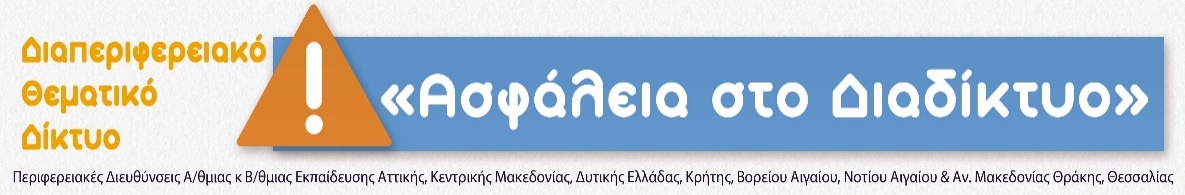 Διαπεριφερειακό
Θεματικό
Δίκτυο
!
«Ασφάλεια στο Διαδίκτυο»
Περιφερειακές Διευθύνσεις Α/θμιας κ Β/θμιας Εκπαίδευσης Αττικής, Κεντρικής Μακεδονίας, Δυτικής Ελλάδας, Κρήτης, Βορείου Αιγαίου, Νοτίου Αιγαίου & Αν. Μακεδονίας Θράκης, Θεσσαλίας